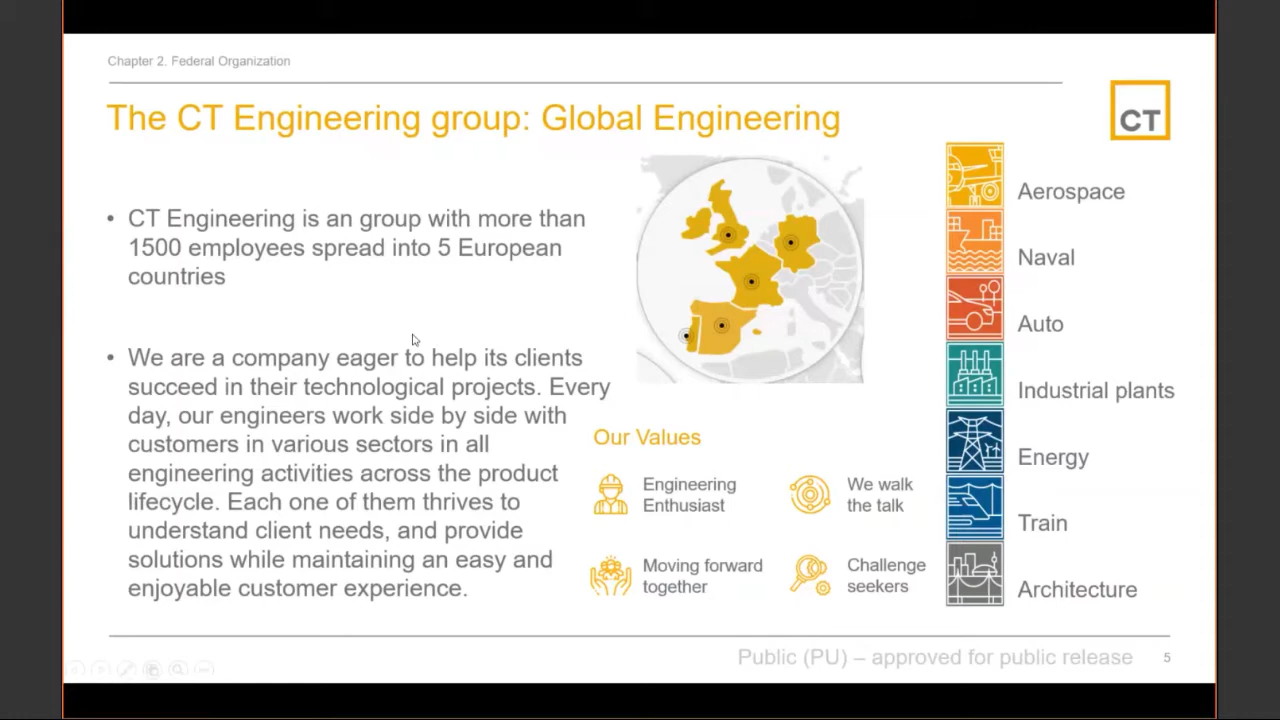 Chapter 2. Federal Organization
The CT Engineering group: Global Engineering
CT
• CT Engineering is an group with more than
1500 employees spread into 5 European
countries
• We are a company eager to help its clients
succeed in their technological projects. Every
day, our engineers work side by side with
customers in various sectors in all
engineering activities across the product
lifecycle. Each one of them thrives to
understand client needs, and provide
solutions while maintaining an easy and
enjoyable customer experience.
Our Values
Engineering
Enthusiast
We walk
the talk
Moving forward
together
Challenge
seekers
Aerospace
Naval
Auto
Industrial plants
Energy
Train
Architecture
Public (PU) – approved for public release
5